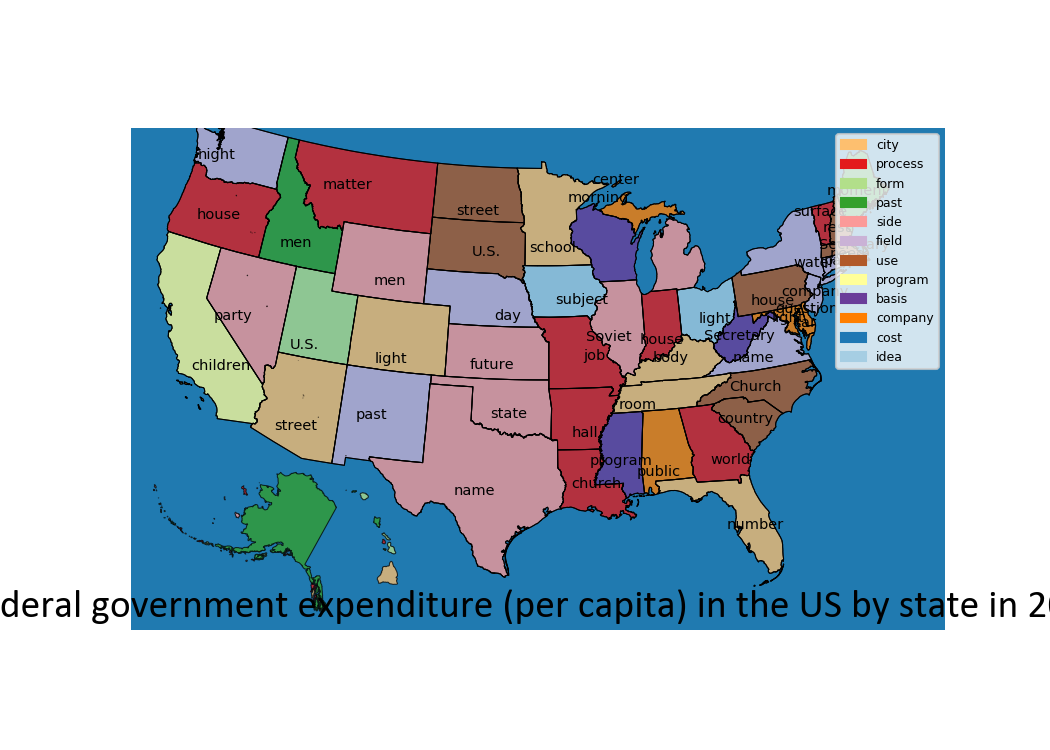 city
process
form
past
side
field
use
program
basis
company
cost
idea
night
center
matter
morning
street
house
men
school
U.S.
water
men
company
subject
house
day
party
light
Soviet
Secretary
house
U.S.
job
body
name
light
children
future
Church
room
past
state
country
street
hall
program
world
public
church
name
number
deral government expenditure (per capita) in the US by state in 20